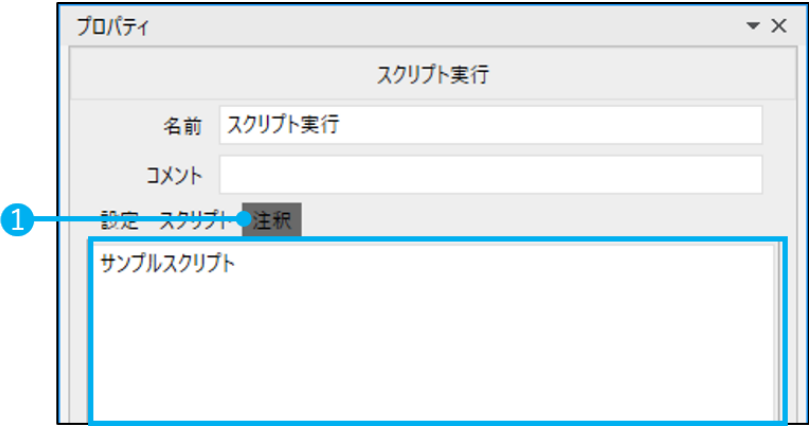 プロパティ
スクリプト実行
名前 スクリプト実行
コメント
1 設定 スクリプト 注釈
サンプルスクリプト